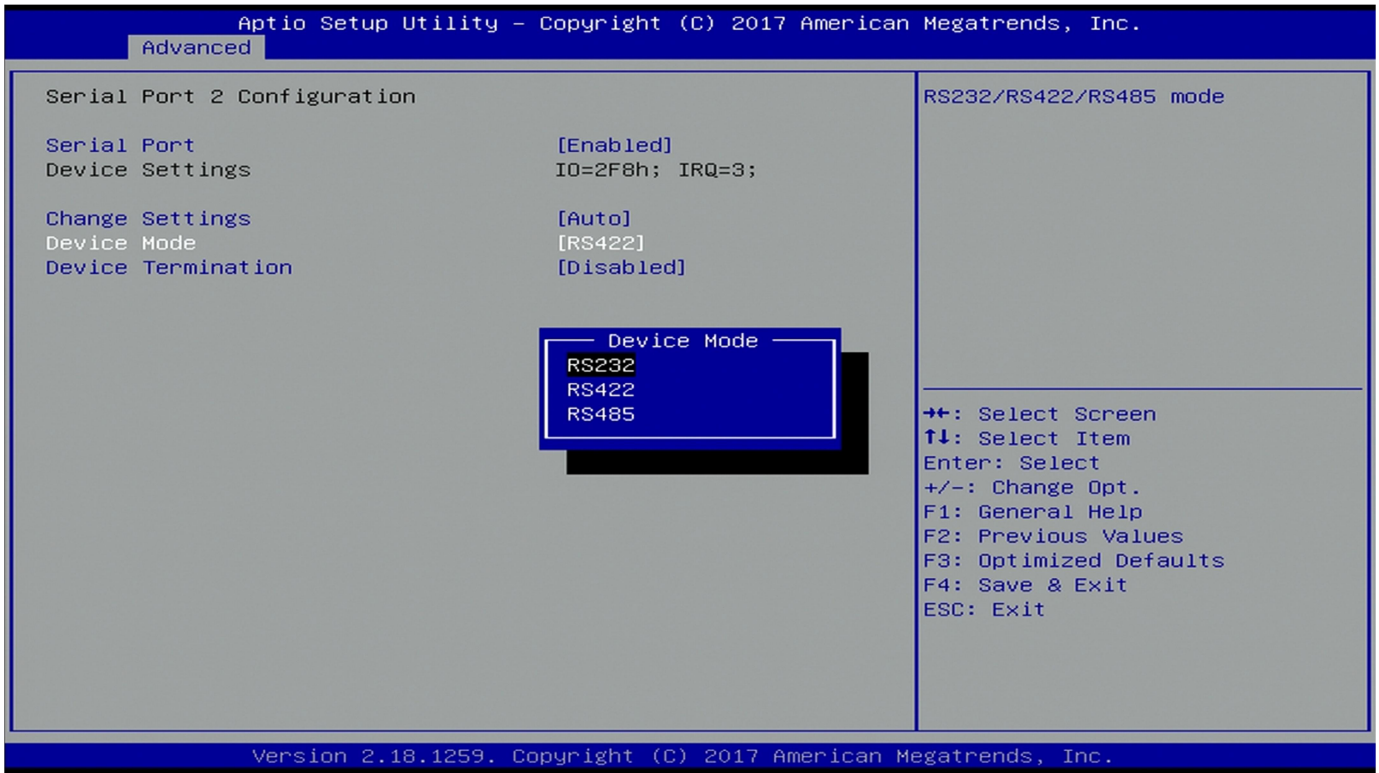 Aptio Setup Utility – Copyright (C) 2017 American Megatrends, Inc.
Advanced
Serial Port 2 Configuration
Serial Port [Enabled]
Device Settings IO=2F8h; IRQ=3;
Change Settings [Auto]
Device Mode [RS422]
Device Termination [Disabled]
Device Mode
RS232
RS422
RS485
RS232/RS422/RS485 mode
→←: Select Screen
↑↓: Select Item
Enter: Select
+/-: Change Opt.
F1: General Help
F2: Previous Values
F3: Optimized Defaults
F4: Save & Exit
ESC: Exit
Version 2.18.1259. Copyright (C) 2017 American Megatrends, Inc.